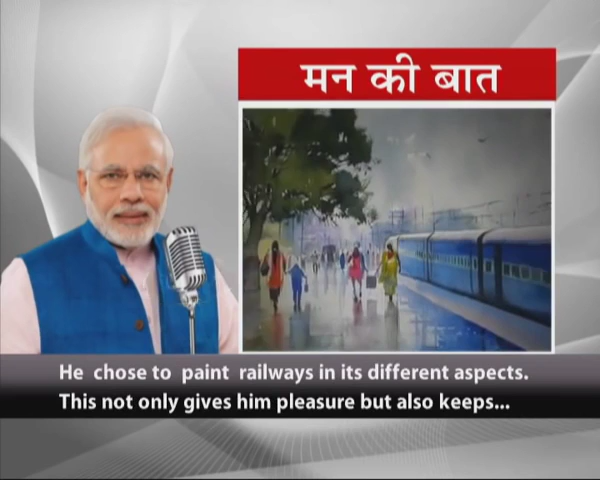 मन की बात
He chose to paint railways in its different aspects.
This not only gives him pleasure but also keeps...